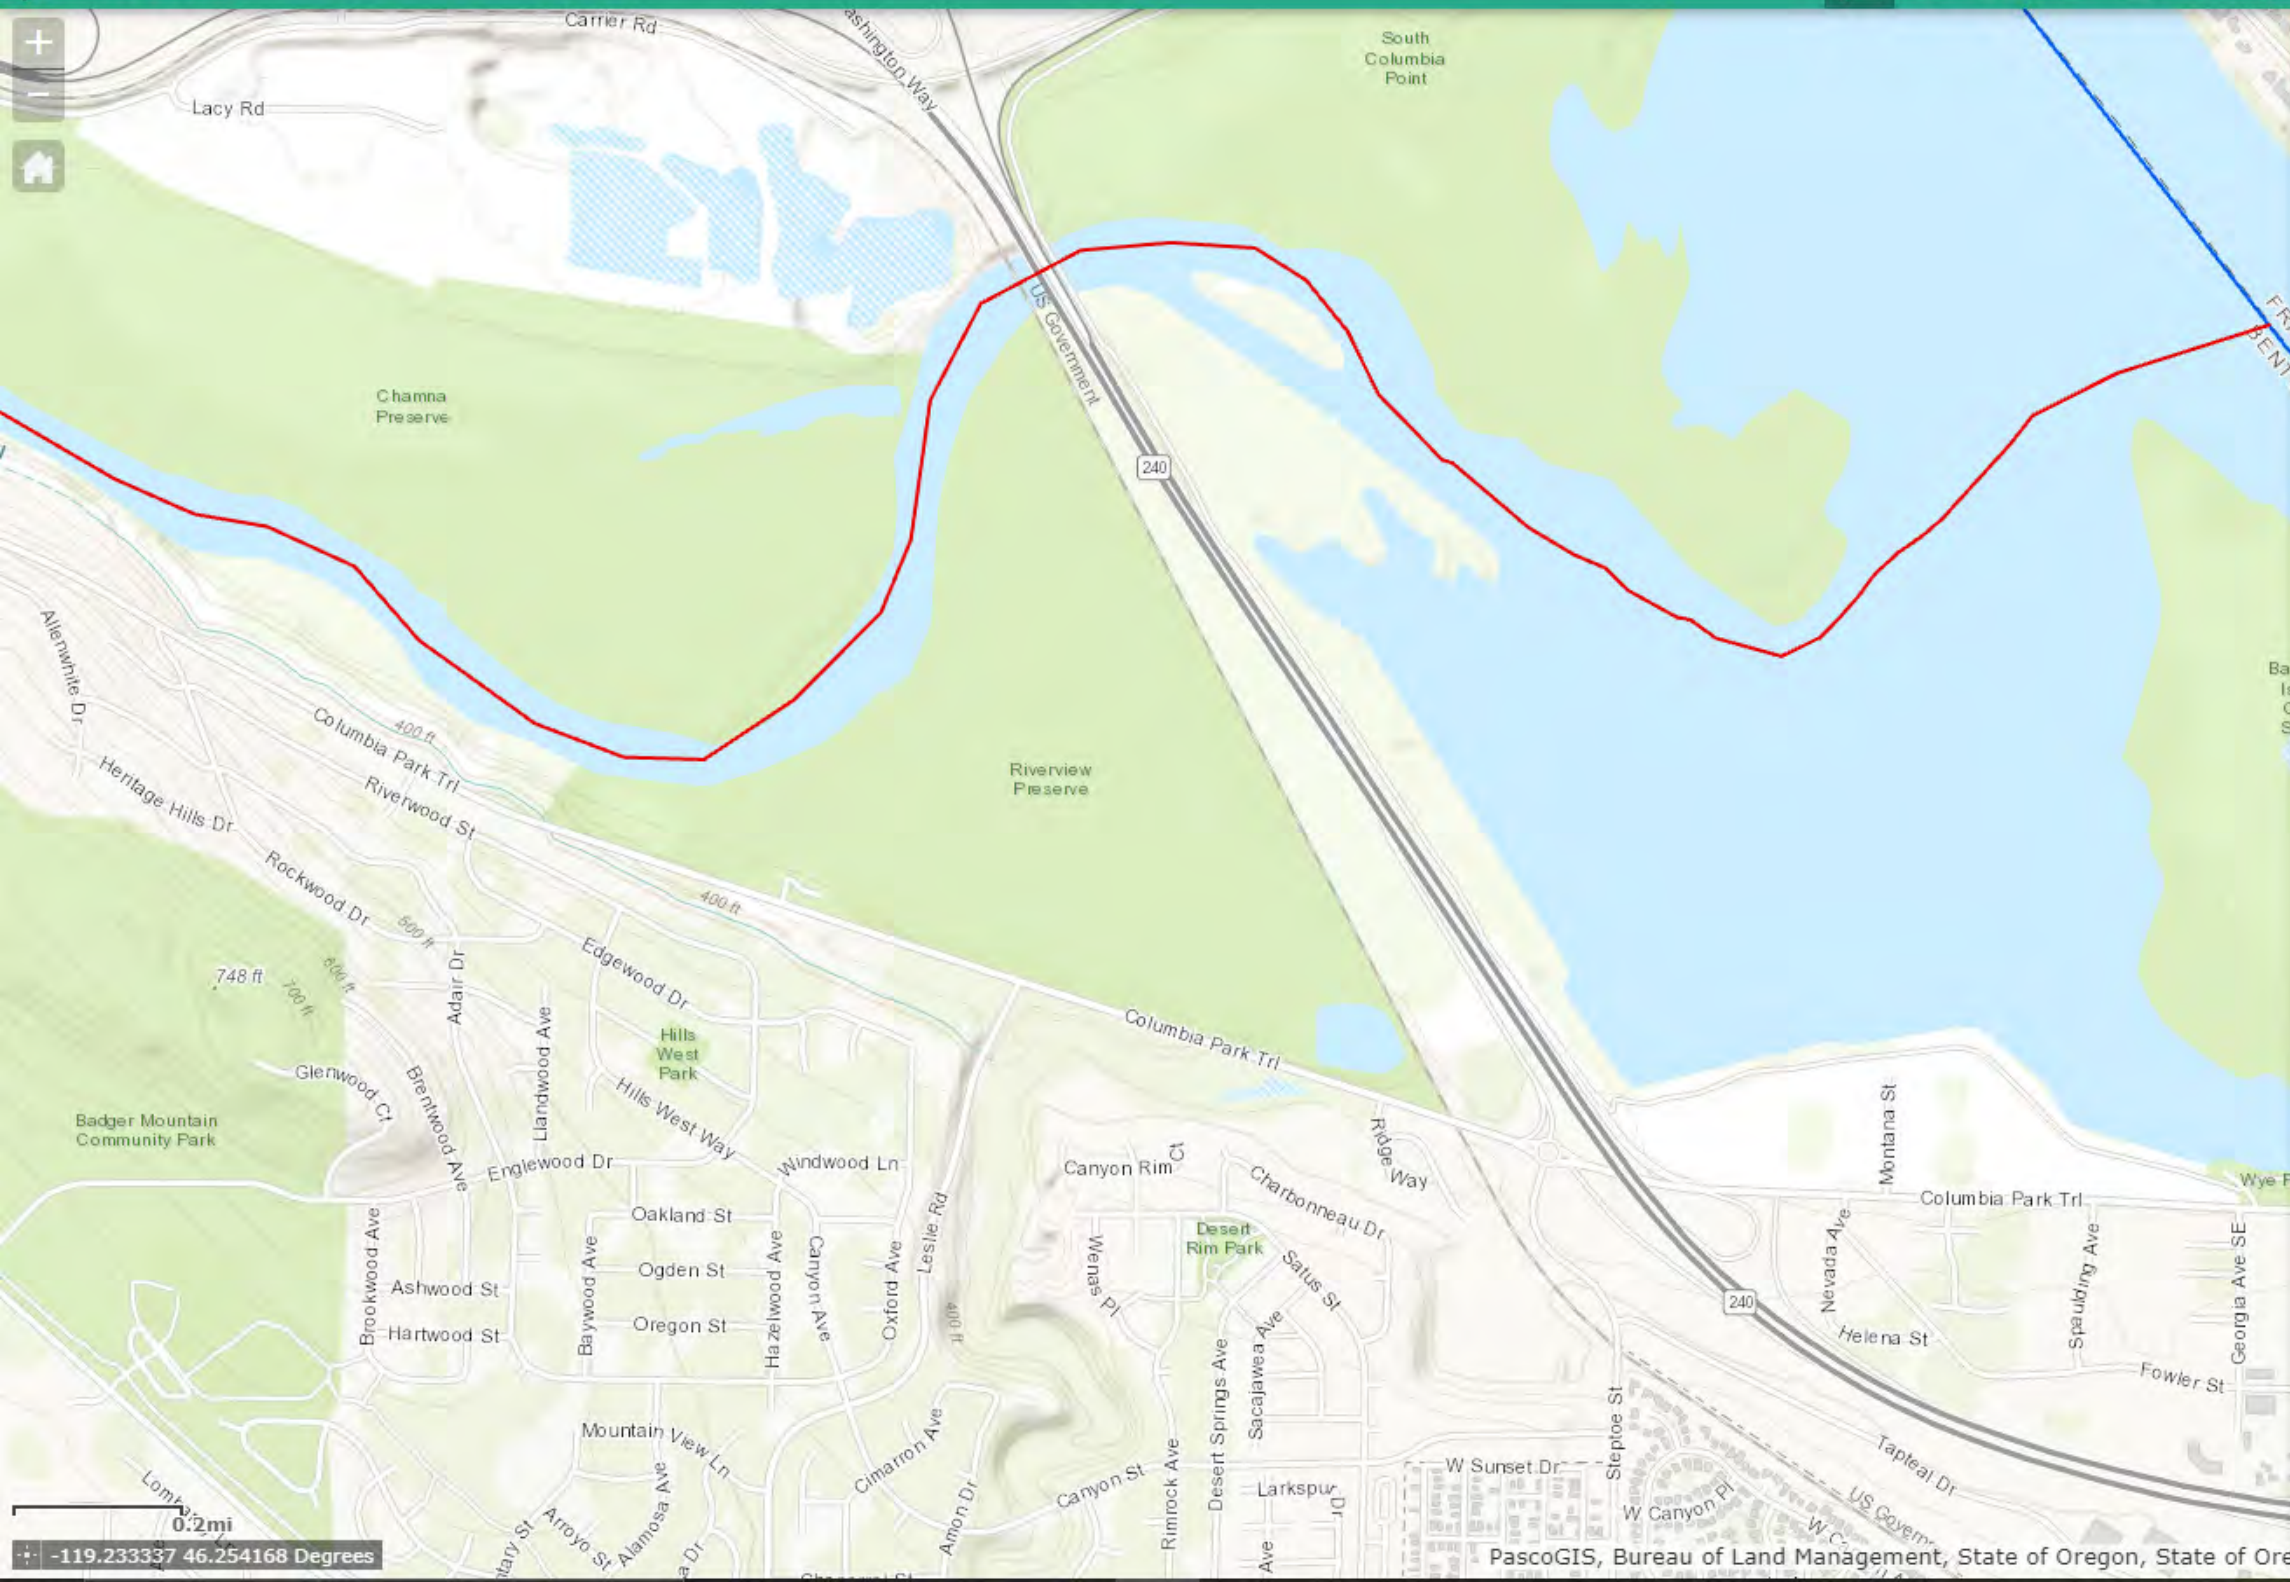 Carrier Rd
ashington Way
South
Columbia
Point
+
−
Lacy Rd
US Government
Chamna
Preserve
240
Riverview
Preserve
Allenwhite Dr
400 ft
Columbia Park Trl
Heritage Hills Dr
Riverwood St
Rockwood Dr
400 ft
500 ft
Edgewood Dr
748 ft
600 ft
700 ft
Adair Dr
Llandwood Ave
Hills
West
Park
Columbia Park Trl
Glenwood Ct
Brentwood Ave
Hills West Way
Badger Mountain
Community Park
Englewood Dr
Windwood Ln
Canyon Rim Ct
Ridge Way
Montana St
Charbonneau Dr
Wye P
Columbia Park Trl
Oakland St
Leslie Rd
Desert
Rim Park
Wenas Pl
Satus St
Nevada Ave
Spaulding Ave
Georgia Ave SE
Brookwood Ave
Ashwood St
Baywood Ave
Ogden St
Hazelwood Ave
Canyon Ave
Oxford Ave
400 ft
240
Hartwood St
Oregon St
Helena St
Fowler St
Sacajawea Ave
Desert Springs Ave
Mountain View Ln
Cimarron Ave
Steptoe St
Tapteal Dr
W Sunset Dr
Canyon St
Rimrock Ave
Larkspur Dr
Amon Dr
Arroyo St
Alamosa Ave
W Canyon Pl
US Governm
0.2mi
Ave
-119.233337 46.254168 Degrees
PascoGIS, Bureau of Land Management, State of Oregon, State of Ore